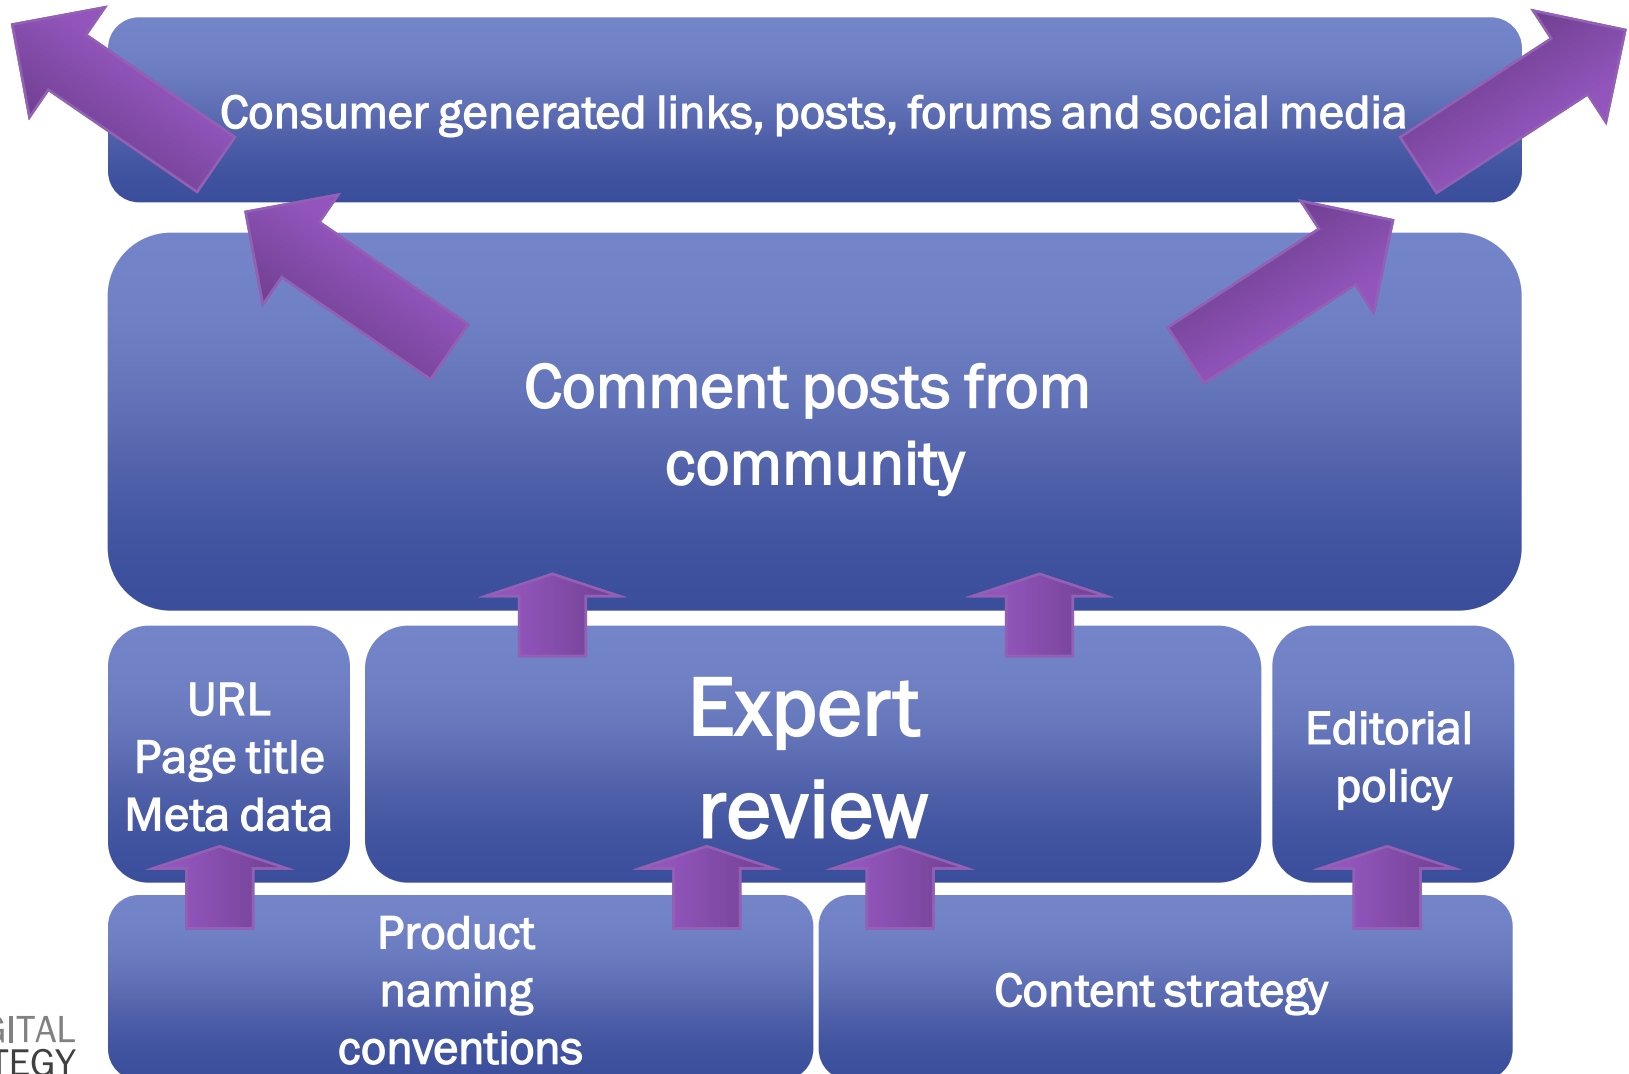 Consumer generated links, posts, forums and social media
Comment posts from
community
URL
Page title
Meta data
Expert
review
Editorial
policy
Product
naming
conventions
Content strategy